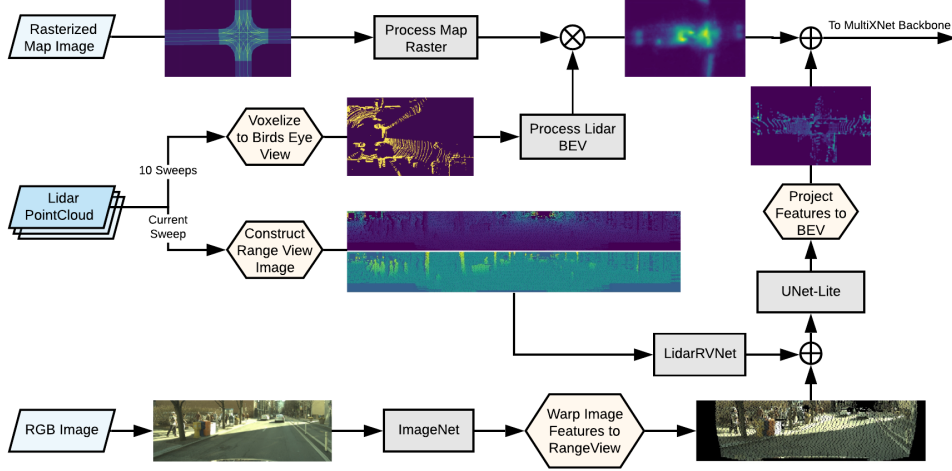 Rasterized
Map Image
Process Map
Raster
To MultiXNet Backbone
Voxelize
to Birds Eye
View
Process Lidar
BEV
10 Sweeps
Lidar
PointCloud
Current
Sweep
Construct
Range View
Image
Project
Features to
BEV
UNet-Lite
LidarRVNet
RGB Image
ImageNet
Warp Image
Features to
RangeView